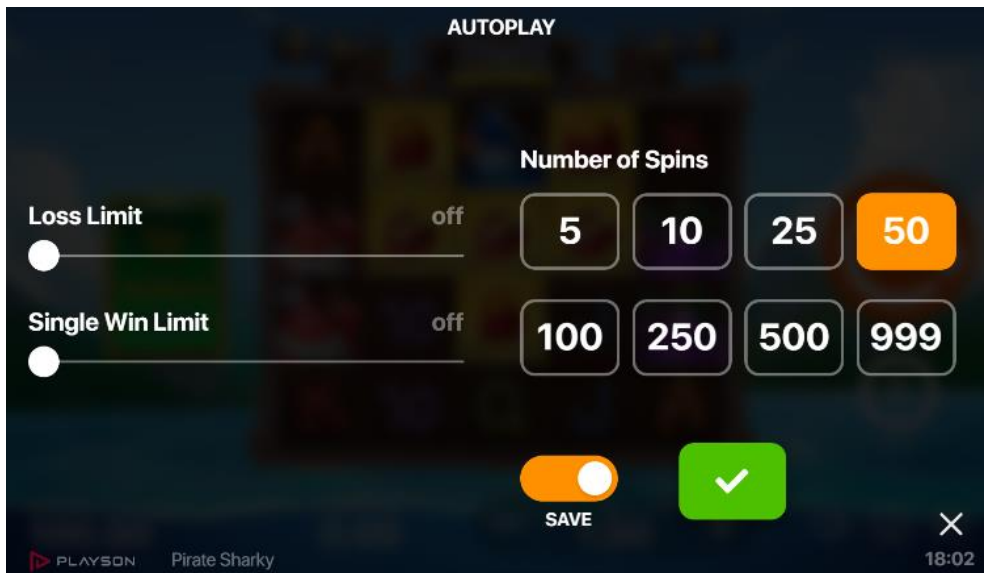 AUTOPLAY
Loss Limit off
Single Win Limit off
Number of Spins
5 10 25 50
100 250 500 999
SAVE
PLAYSON Pirate Sharky
18:02